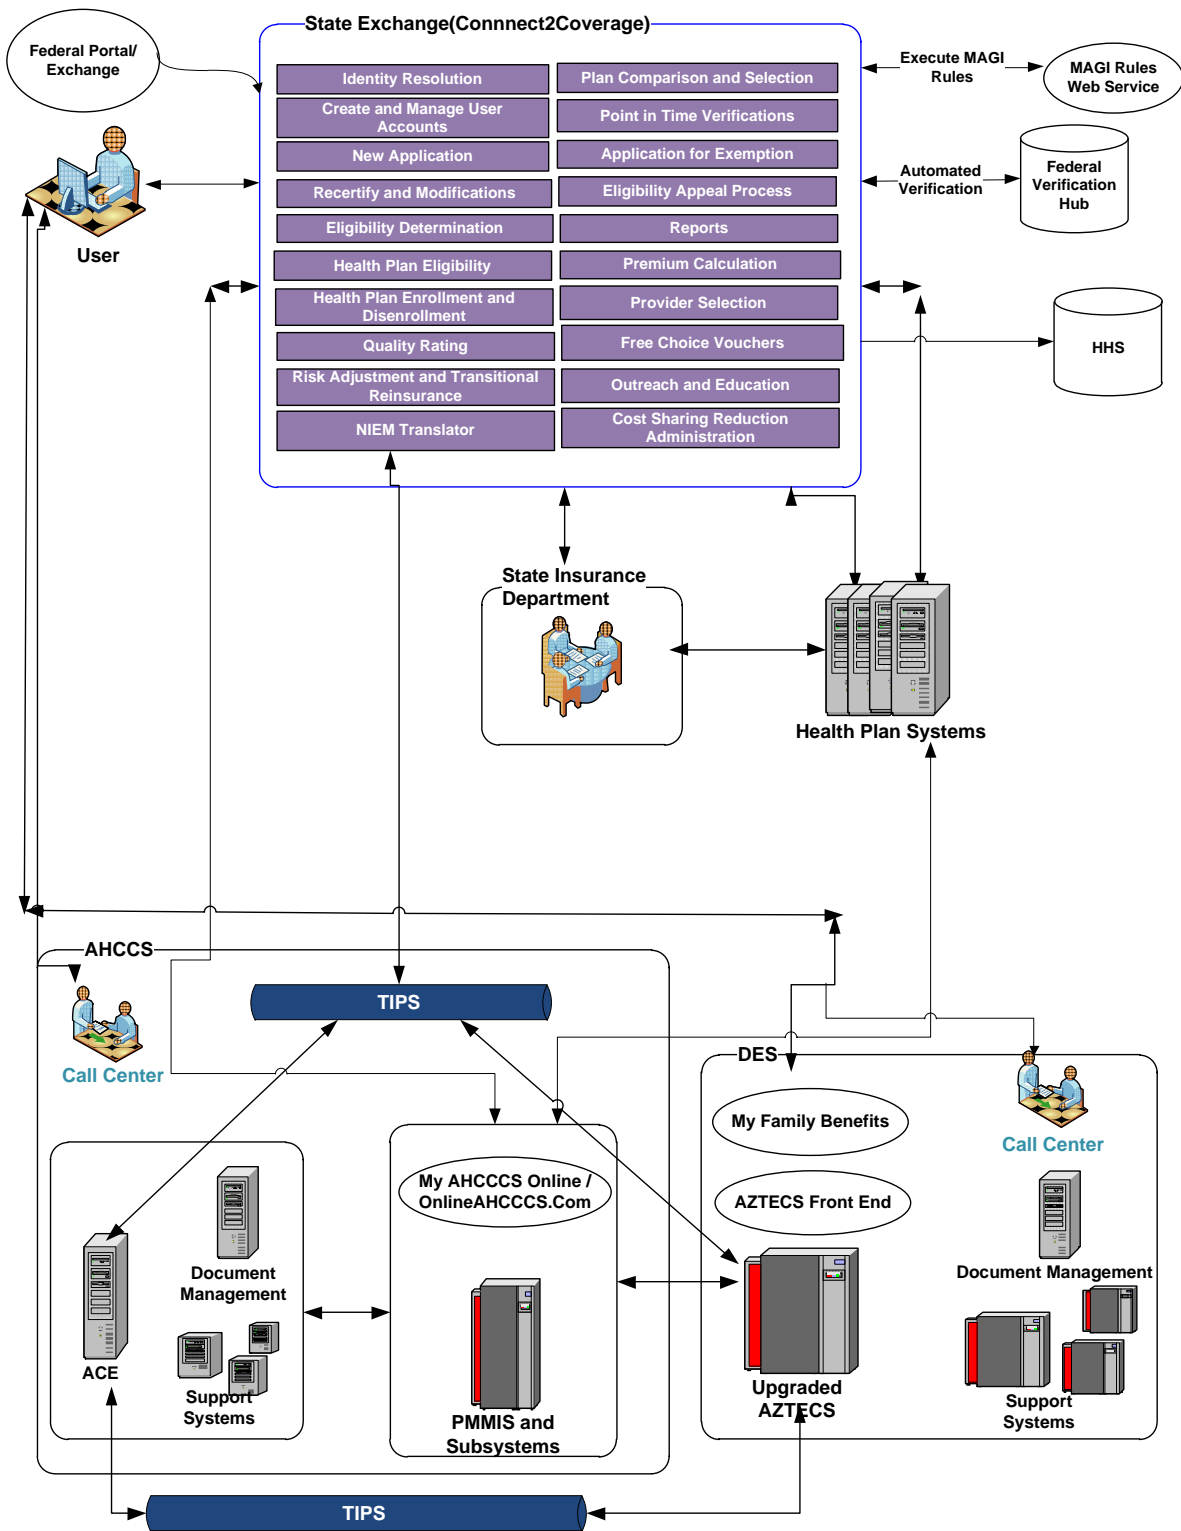 State Exchange(Connnect2Coverage)
Federal Portal/
Exchange
Identity Resolution
Create and Manage User
Accounts
New Application
Recertify and Modifications
Eligibility Determination
Health Plan Eligibility
Health Plan Enrollment and
Disenrollment
Quality Rating
Risk Adjustment and Transitional
Reinsurance
NIEM Translator
Plan Comparison and Selection
Point in Time Verifications
Application for Exemption
Eligibility Appeal Process
Reports
Premium Calculation
Provider Selection
Free Choice Vouchers
Outreach and Education
Cost Sharing Reduction
Administration
Execute MAGI
Rules
MAGI Rules
Web Service
Automated
Verification
Federal
Verification
Hub
HHS
User
State Insurance
Department
Health Plan Systems
AHCCS
TIPS
Call Center
DES
My Family Benefits
Call Center
My AHCCCS Online /
OnlineAHCCCS.Com
AZTECS Front End
Document
Management
Document Management
ACE
Support
Systems
PMMIS and
Subsystems
Upgraded
AZTECS
Support
Systems
TIPS